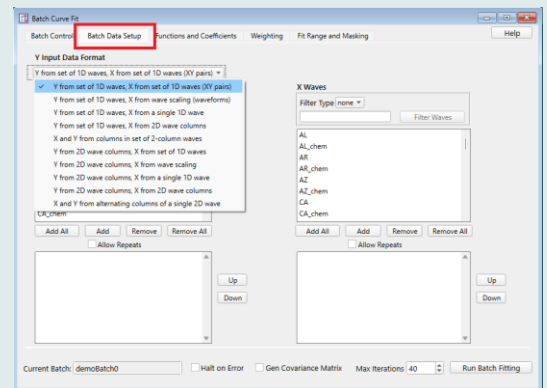 Batch Curve Fit
Batch Control Batch Data Setup Functions and Coefficients Weighting Fit Range and Masking Help
Y Input Data Format
Y from set of 1D waves, X from set of 1D waves (XY pairs)
Y from set of 1D waves, X from set of 1D waves (XY pairs)
Y from set of 1D waves, X from wave scaling (waveforms)
Y from set of 1D waves, X from a single 1D wave
Y from set of 1D waves, X from 2D wave columns
X and Y from columns in set of 2-column waves
Y from 2D wave columns, X from set of 1D waves
Y from 2D wave columns, X from wave scaling
Y from 2D wave columns, X from a single 1D wave
Y from 2D wave columns, X from 2D wave columns
X and Y from alternating columns of a single 2D wave
CA_chem
Add All Add Remove Remove All
Allow Repeats
Up
Down
X Waves
Filter Type none
Filter Waves
AL
AL_chem
AR
AR_chem
AZ
AZ_chem
CA
CA_chem
Add All Add Remove Remove All
Allow Repeats
Up
Down
Current Batch: demoBatch0 Halt on Error Gen Covariance Matrix Max Iterations 40 Run Batch Fitting